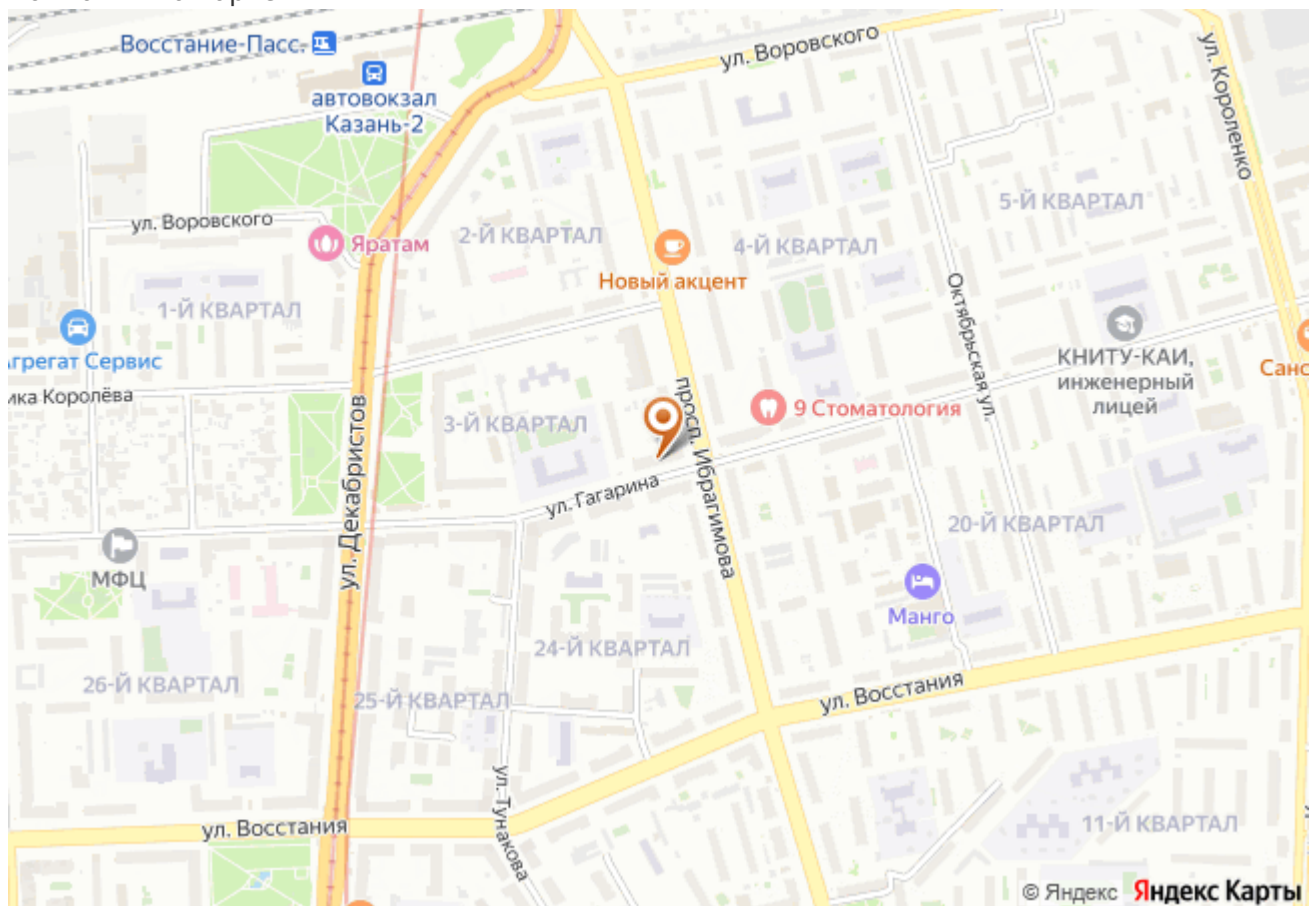 Восстание-Пасс.
автовокзал
Казань-2
ул. Воровского
ул. Короленко
ул. Воровского
Яратам
2-Й КВАРТАЛ
4-Й КВАРТАЛ
5-Й КВАРТАЛ
Новый акцент
1-Й КВАРТАЛ
Октябрьская ул.
КНИТУ-КАИ,
инженерный
лицей
грегат Сервис
Санс
ика Королёва
ул. Декабристов
3-Й КВАРТАЛ
просп. Ибрагимова
9 Стоматология
ул. Гагарина
20-Й КВАРТАЛ
МФЦ
Манго
24-Й КВАРТАЛ
26-Й КВАРТАЛ
25-Й КВАРТАЛ
ул. Восстания
ул. Тунакова
ул. Восстания
11-Й КВАРТАЛ
© Яндекс Яндекс Карты